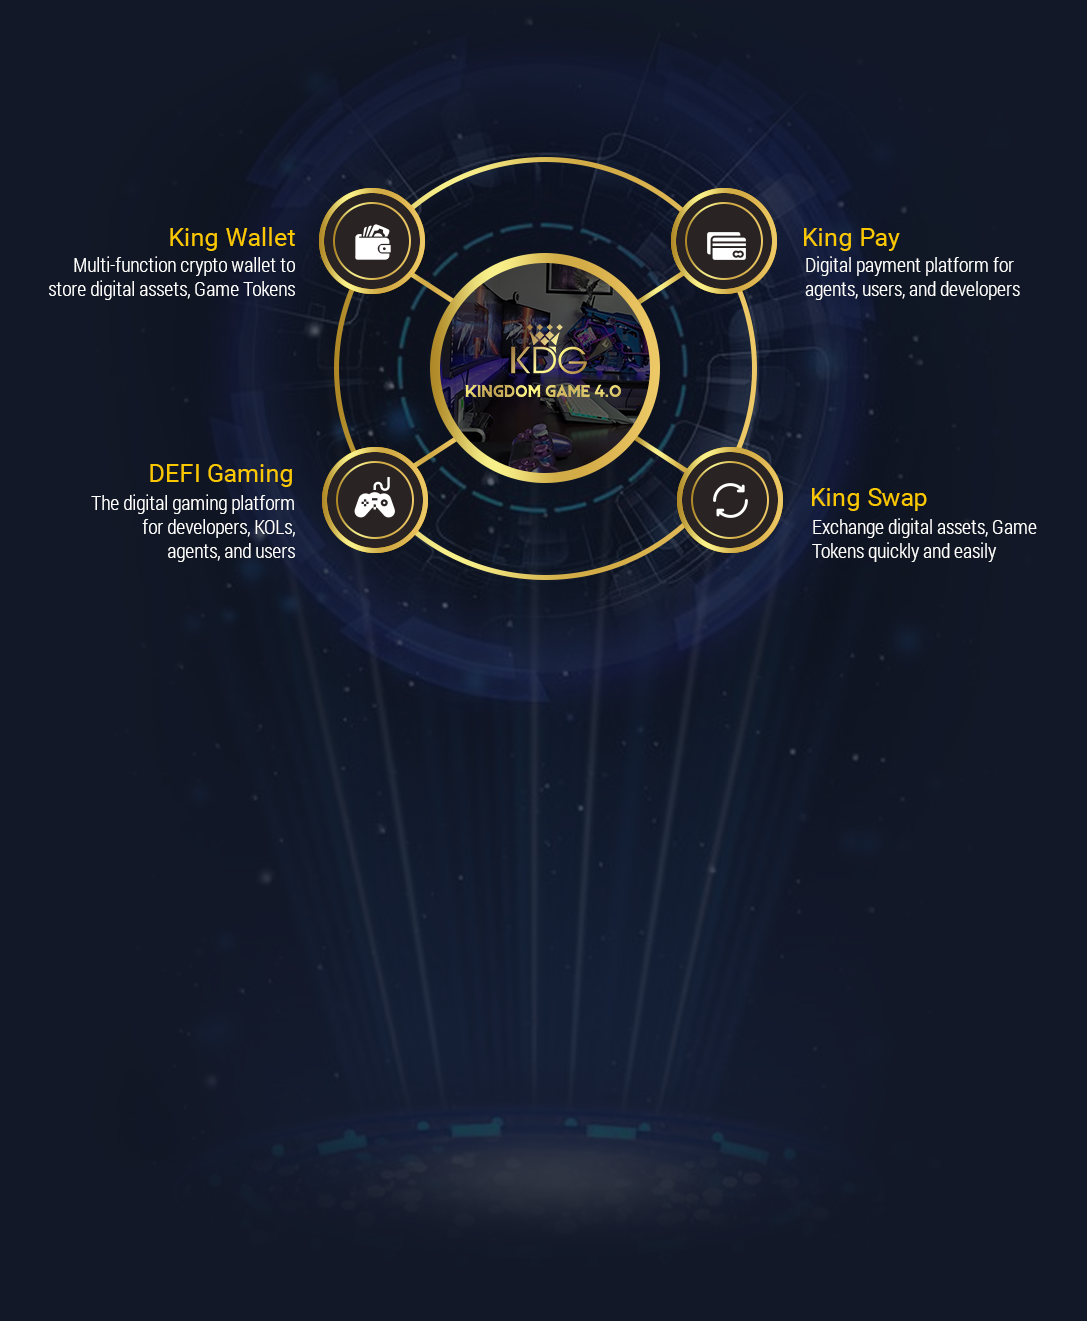 King Wallet
Multi-function crypto wallet to
store digital assets, Game Tokens
King Pay
Digital payment platform for
agents, users, and developers
KDG
KINGDOM GAME 4.0
DEFI Gaming
The digital gaming platform
for developers, KOLs,
agents, and users
King Swap
Exchange digital assets, Game
Tokens quickly and easily